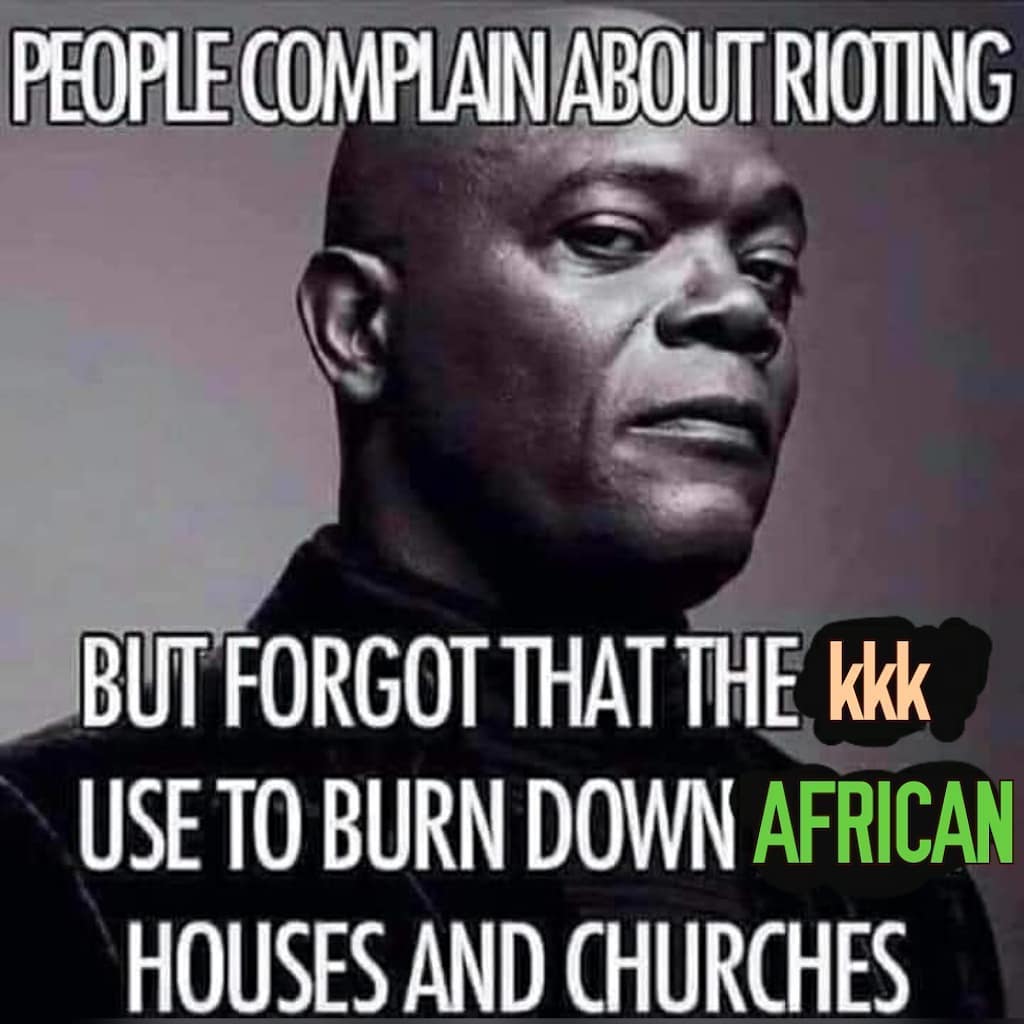 PEOPLE COMPLAIN ABOUT RIOTING
BUT FORGOT THAT THE kkk
USE TO BURN DOWN AFRICAN
HOUSES AND CHURCHES